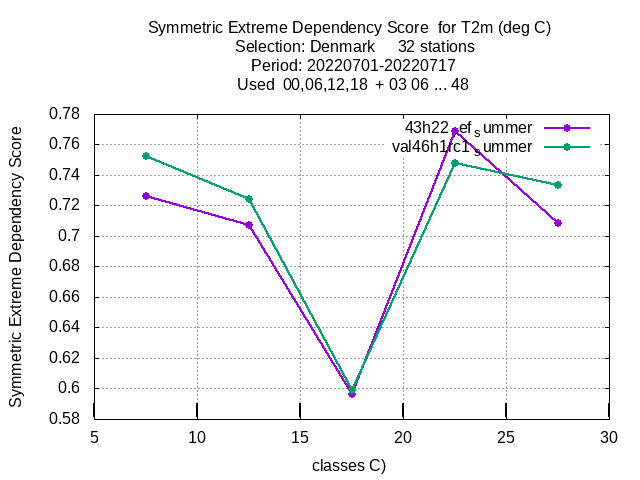 Symmetric Extreme Dependency Score for T2m (deg C)
Selection: Denmark 32 stations
Period: 20220701-20220717
Used 00,06,12,18 + 03 06 ... 48
0.78
0.76
0.74
0.72
0.7
0.68
0.66
0.64
0.62
0.6
0.58
Symmetric Extreme Dependency Score
ef_summer
val46h1rc1_summer
5
10
15
20
25
30
classes C)